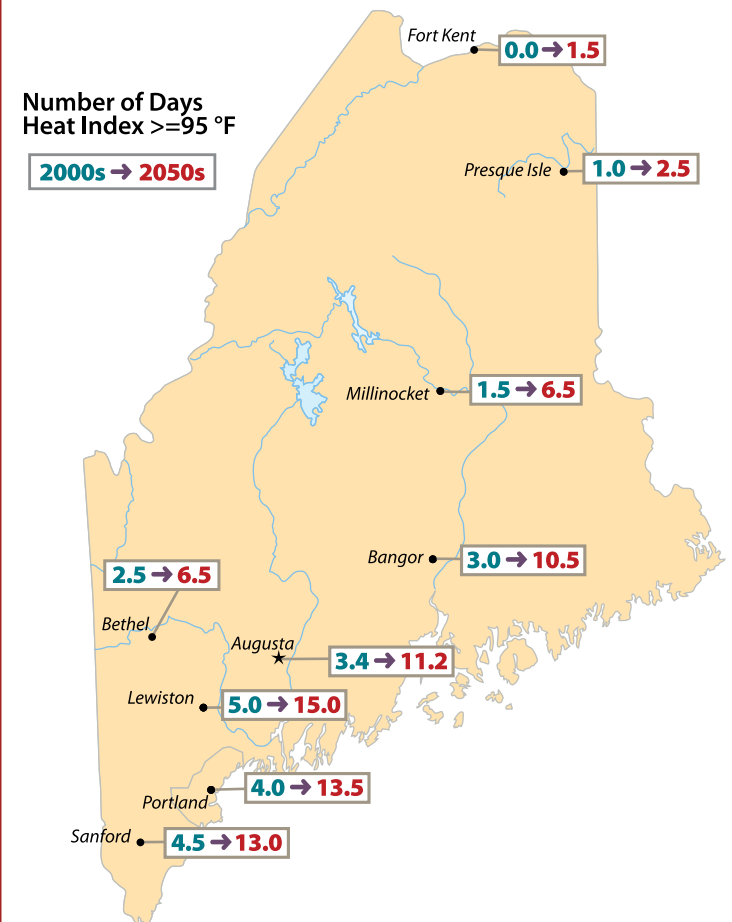 Fort Kent
0.0 → 1.5
Number of Days
Heat Index >=95 °F
2000s → 2050s
Presque Isle
1.0 → 2.5
Millinocket
1.5 → 6.5
Bangor
3.0 → 10.5
2.5 → 6.5
Bethel
Augusta
3.4 → 11.2
Lewiston
5.0 → 15.0
4.0 → 13.5
Portland
Sanford
4.5 → 13.0